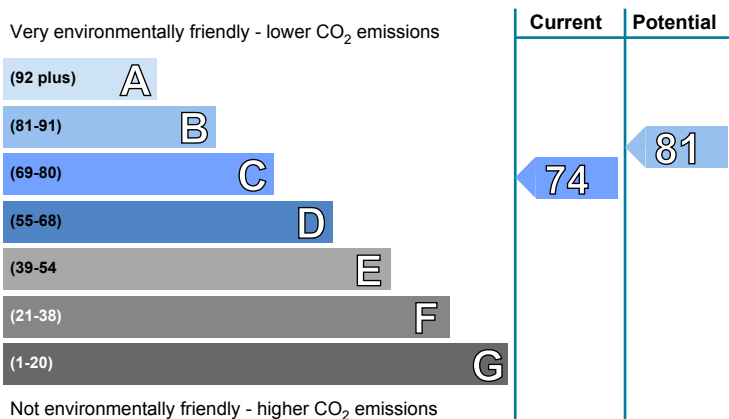 Very environmentally friendly - lower CO2 emissions
Current
Potential
(92 plus) A
(81-91) B
(69-80) C
(55-68) D
(39-54 E
(21-38) F
(1-20) G
74
81
Not environmentally friendly - higher CO2 emissions